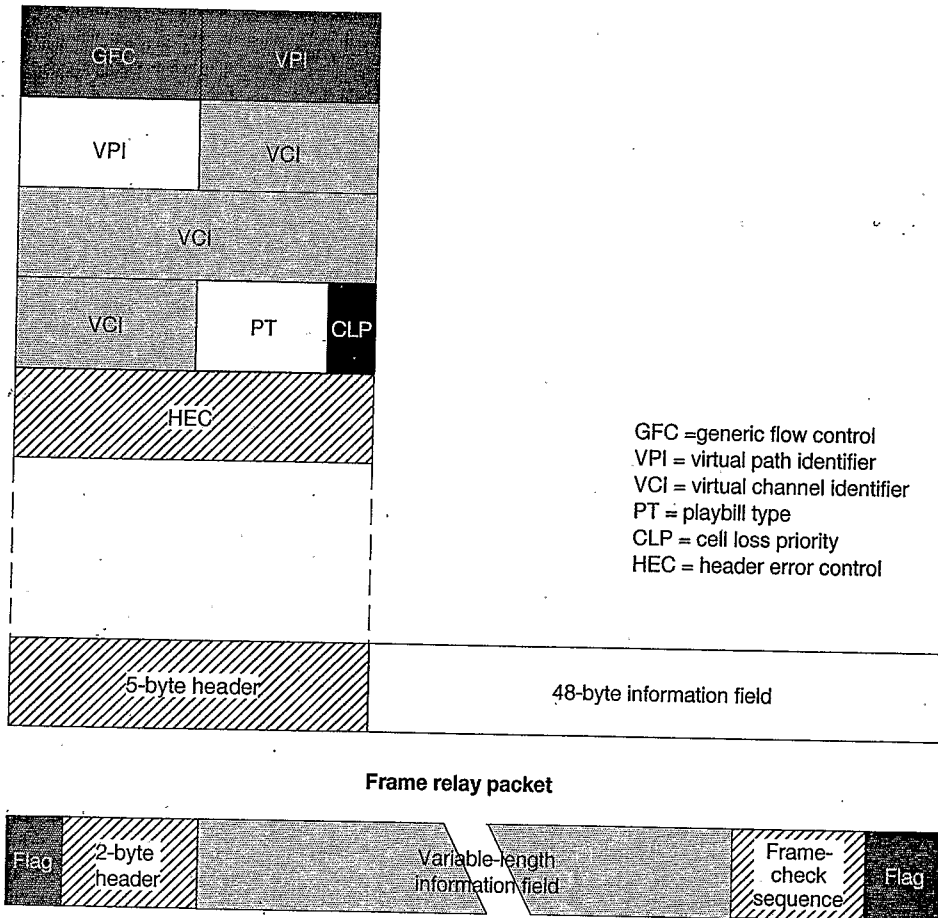 GFC VPI
VPI VCI
VCI
VCI PT CLP
HEC
GFC =generic flow control
VPI = virtual path identifier
VCI = virtual channel identifier
PT = playbill type
CLP = cell loss priority
HEC = header error control
5-byte header 48-byte information field
Frame relay packet
Flag
2-byte
header
Variable-length
information field
Frame-
check
sequence
Flag